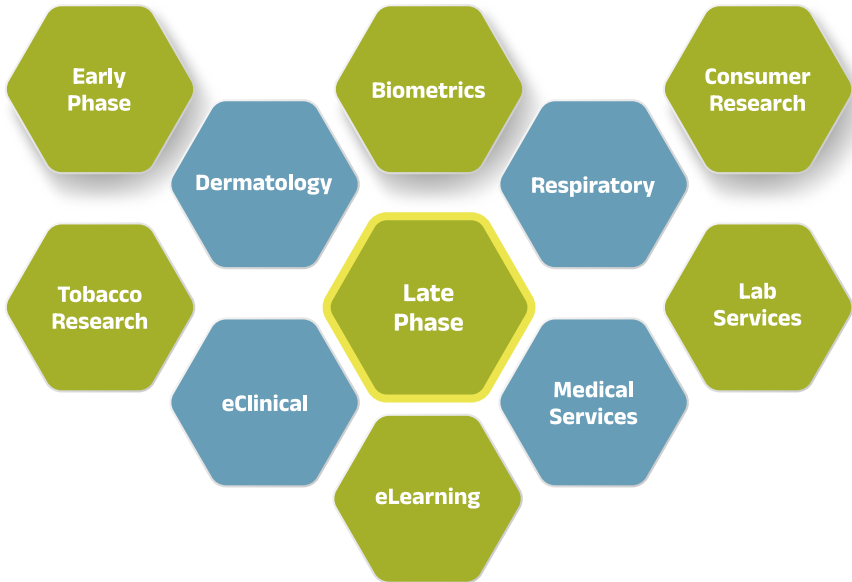 Early
Phase
Biometrics
Consumer
Research
Dermatology
Respiratory
Tobacco
Research
Late
Phase
Lab
Services
eClinical
Medical
Services
eLearning